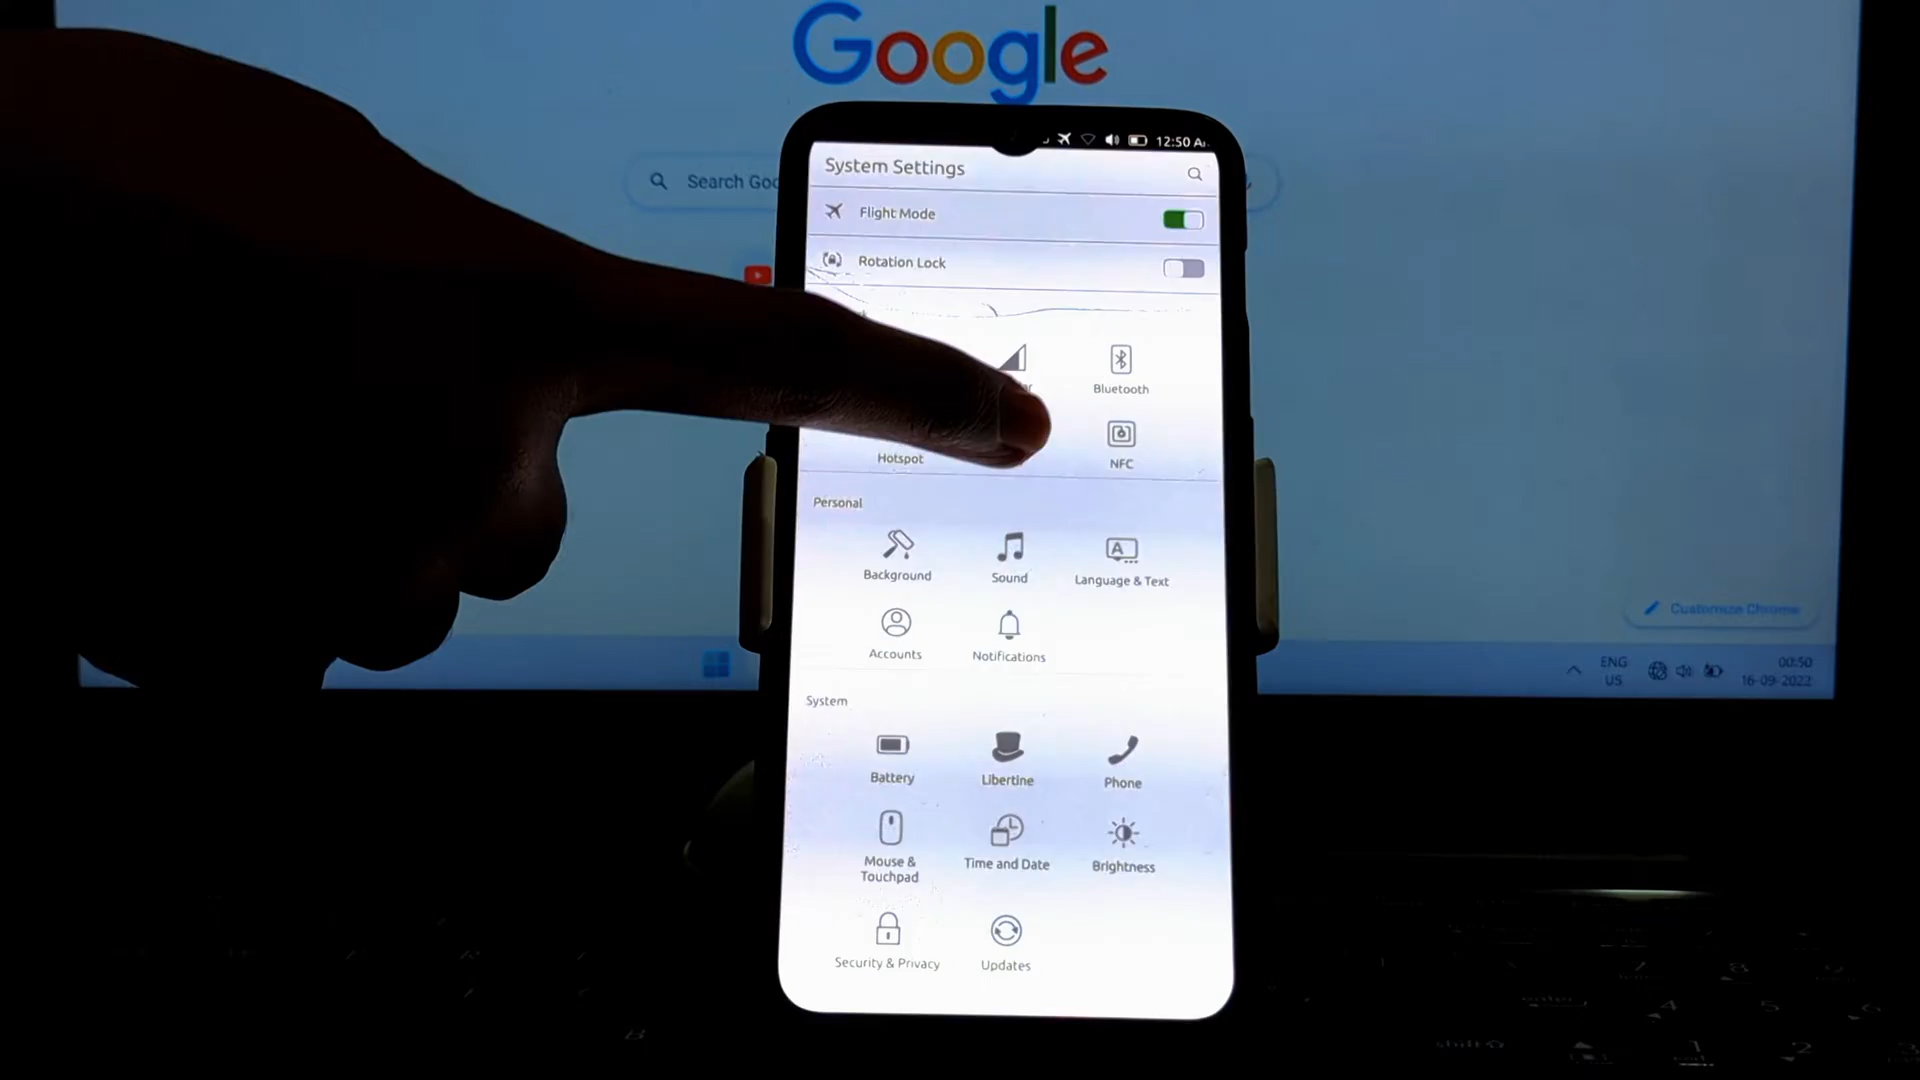 Google
12:50
System Settings
Search
Flight Mode
Rotation Lock
Bluetooth
Hotspot
NFC
Personal
Background
Sound
Language & Text
Accounts
Notifications
Customize Chrome
ENG
US
00:50
16-09-2022
System
Battery
Libertine
Phone
Mouse &
Touchpad
Time and Date
Brightness
Security & Privacy
Updates